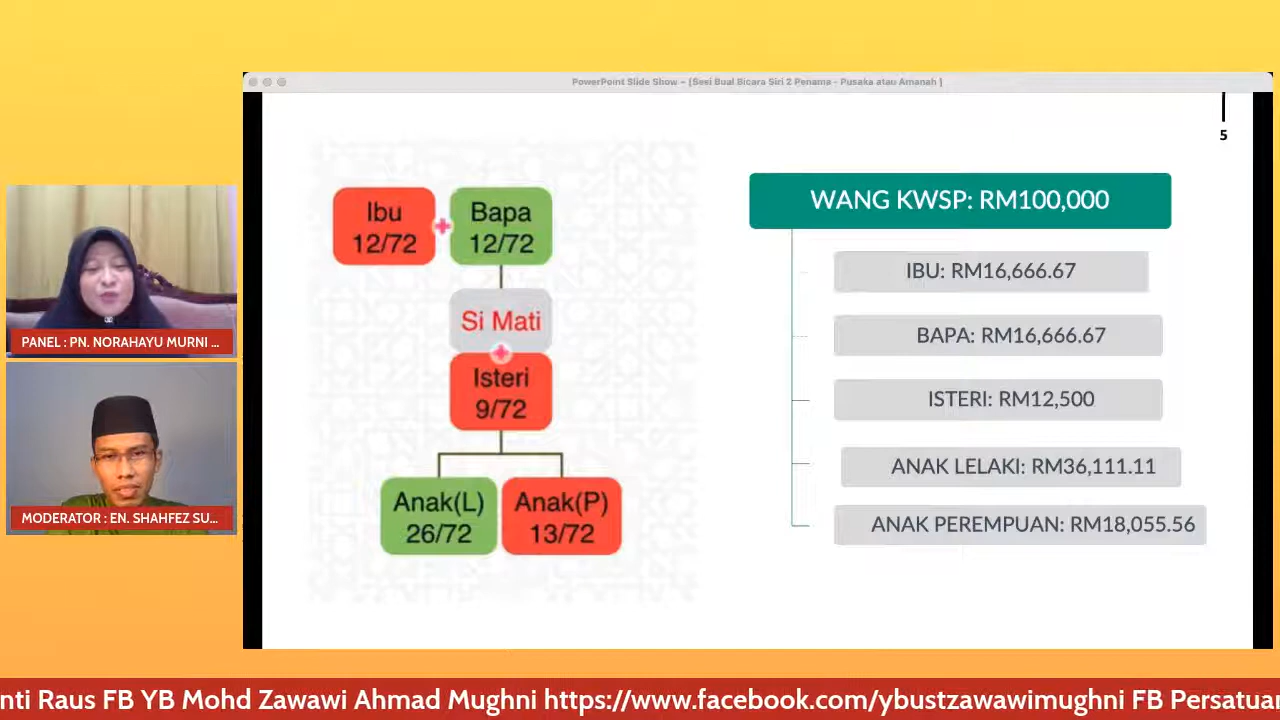 PowerPoint Slide Show - [Sesi Bual Bicara Siri 2 Penama - Pusaka atau Amanah ]
5
Ibu
12/72
Bapa
12/72
Si Mati
Isteri
9/72
Anak(L)
26/72
Anak(P)
13/72
WANG KWSP: RM100,000
IBU: RM16,666.67
BAPA: RM16,666.67
ISTERI: RM12,500
ANAK LELAKI: RM36,111.11
ANAK PEREMPUAN: RM18,055.56
PANEL : PN. NORAHAYU MURNI ...
MODERATOR : EN. SHAHFEZ SU...
nti Raus FB YB Mohd Zawawi Ahmad Mughni https://www.facebook.com/ybustzawawimughni FB Persatuan